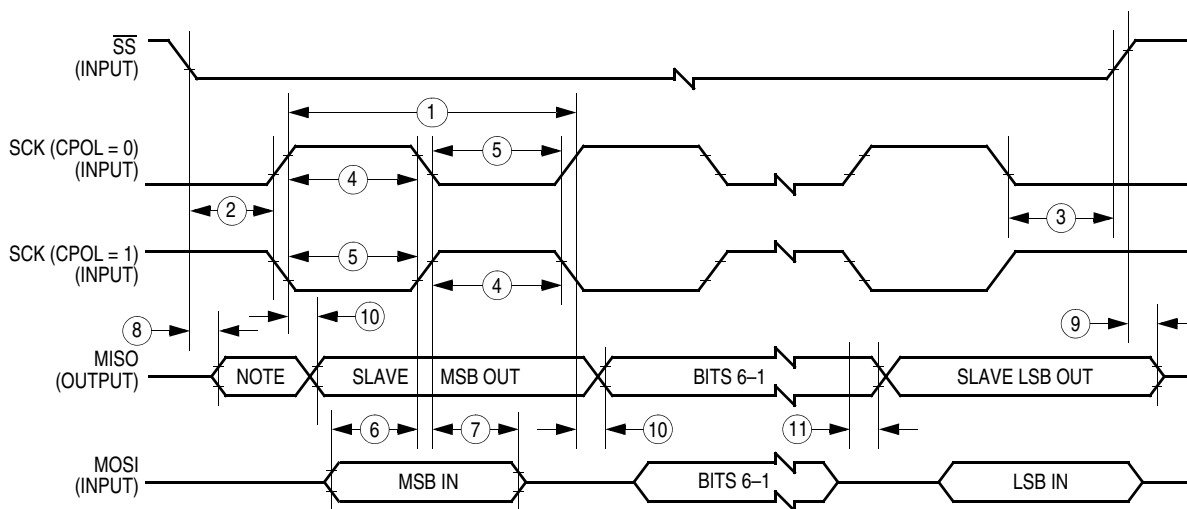 SS
(INPUT)
1
SCK (CPOL = 0)
(INPUT)
5
4
2
3
SCK (CPOL = 1)
(INPUT)
5
4
8
10
9
MISO
(OUTPUT)
NOTE
SLAVE
MSB OUT
BITS 6–1
SLAVE LSB OUT
6
7
10
11
MOSI
(INPUT)
MSB IN
BITS 6–1
LSB IN